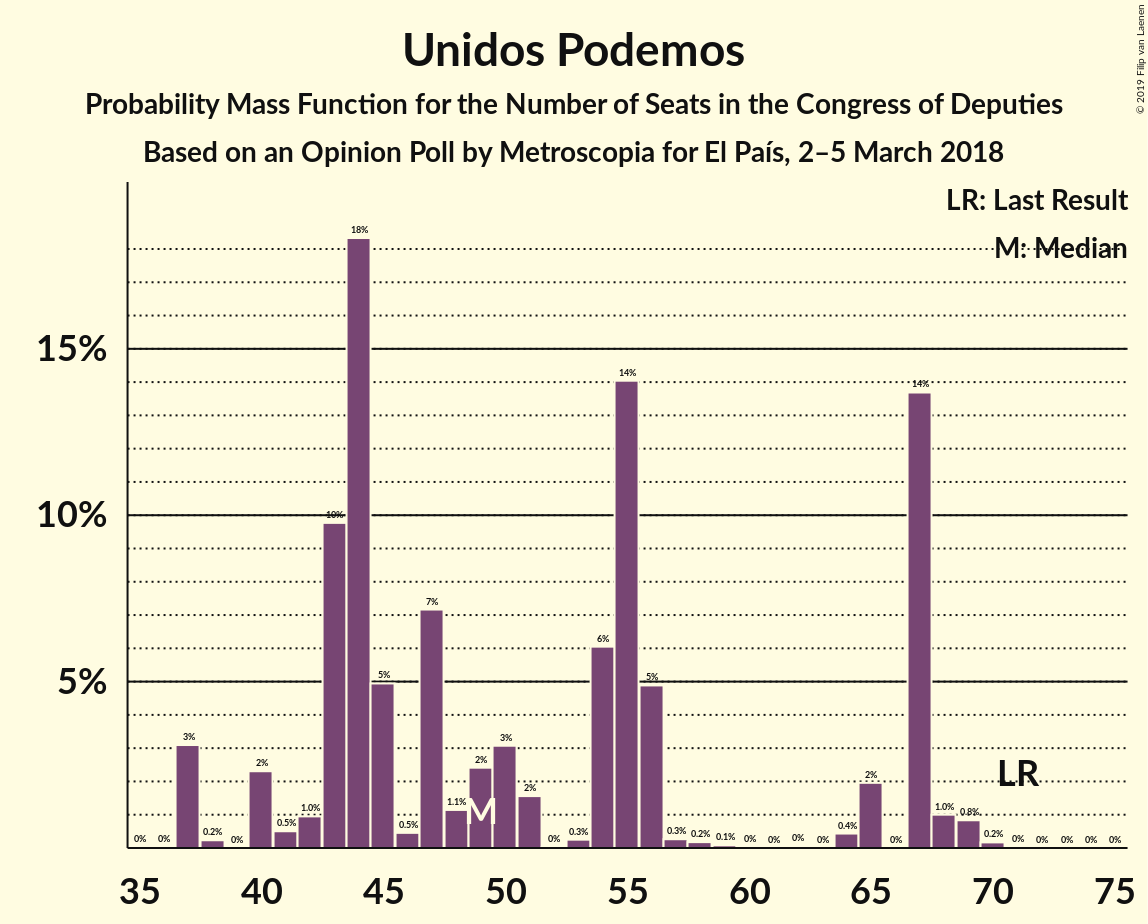 Unidos Podemos
Probability Mass Function for the Number of Seats in the Congress of Deputies
Based on an Opinion Poll by Metroscopia for El País, 2–5 March 2018
© 2019 Filip van Laenen
LR: Last Result
M: Median
15%
10%
5%
0% 0% 3% 0.2% 0% 2% 0.5% 1.0% 10% 18% 5% 0.5% 7% 1.1% 2% 3% 2% 0% 0.3% 6% 14% 5% 0.3% 0.2% 0.1% 0% 0% 0% 0% 0.4% 2% 0% 14% 1.0% 0.8% 0.2% 0% 0% 0% 0% 0%
M
LR
35 40 45 50 55 60 65 70 75